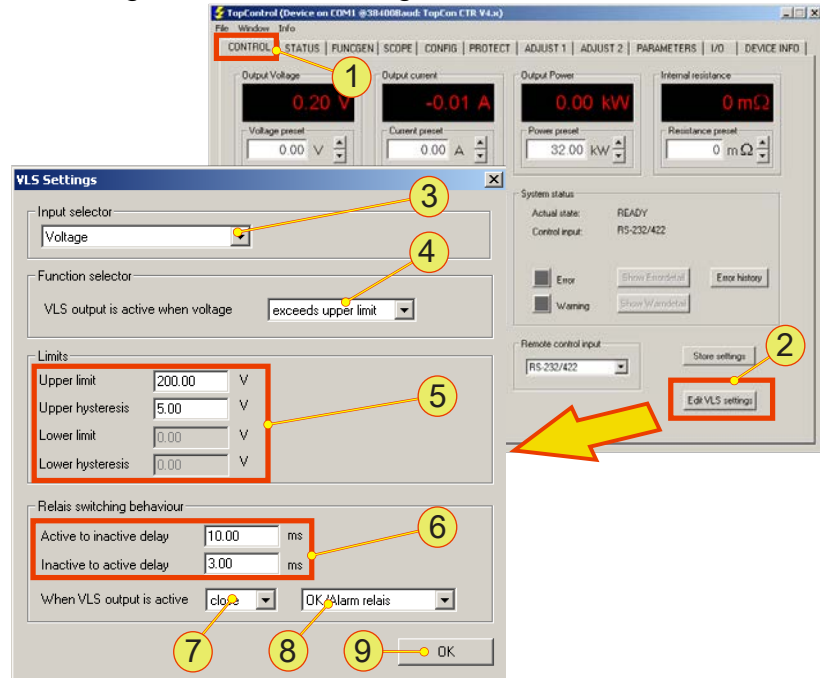 TopControl (Device on COM1 @38400Baud: TopCon CTR V4.x)
File Window Info
CONTROL STATUS FUNCGEN SCOPE CONFIG PROTECT ADJUST 1 ADJUST 2 PARAMETERS I/O DEVICE INFO
1
Output Voltage Output current Output Power Internal resistance
0.20 V -0.01 A 0.00 kW 0 mΩ
Voltage preset Current preset Power preset Resistance preset
0.00 V 0.00 A 32.00 kW 0 mΩ
System status
Actual state: READY
Control input: RS-232/422
Error Show Errordetail Error history
Warning Show Warndetail
Remote control input
RS-232/422
Store settings
2
Edit VLS settings
VLS Settings
Input selector
3
Voltage
4
Function selector
VLS output is active when voltage exceeds upper limit
Limits
Upper limit 200.00 V
Upper hysteresis 5.00 V
5
Lower limit 0.00 V
Lower hysteresis 0.00 V
Relais switching behaviour
Active to inactive delay 10.00 ms
6
Inactive to active delay 3.00 ms
When VLS output is active close OK/Alarm relais
7 8 9 OK